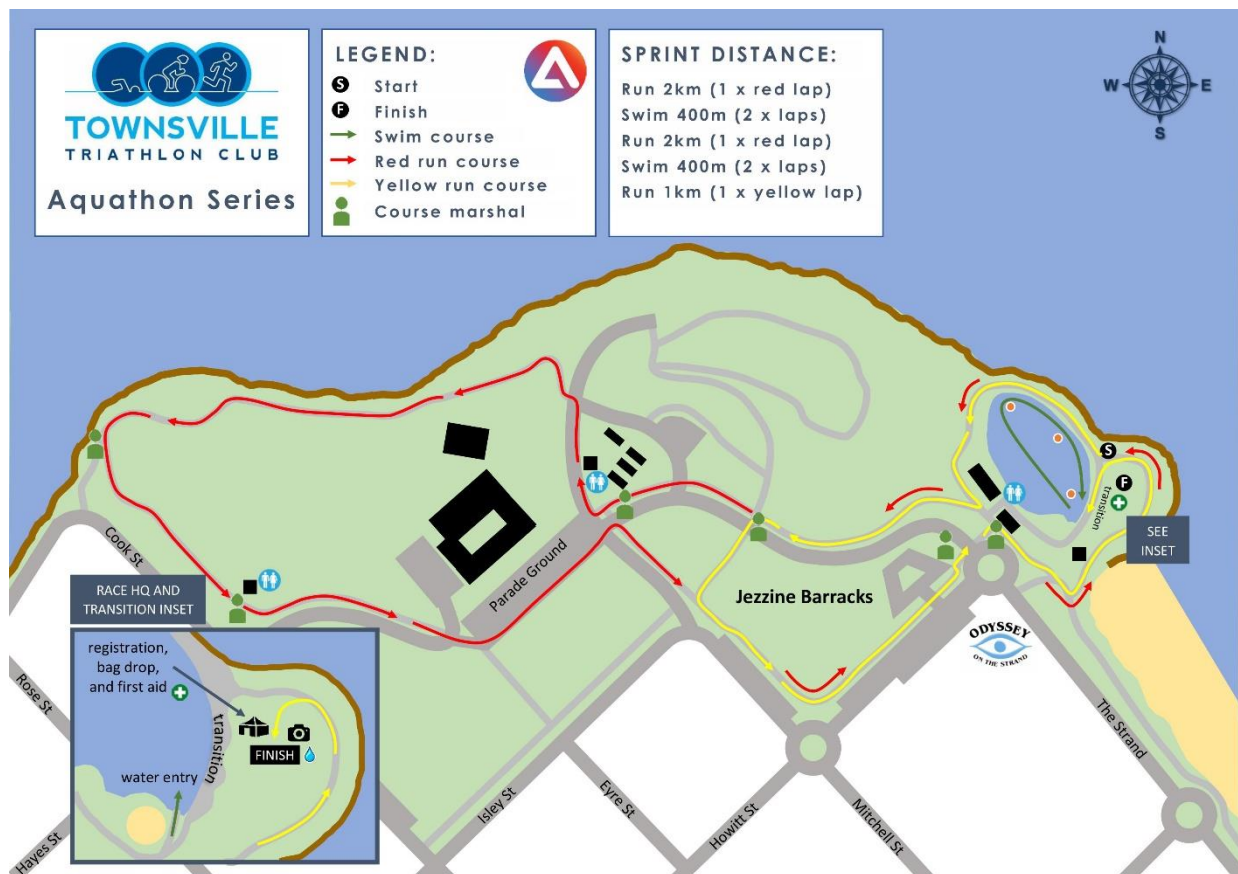 TOWNSVILLE
TRIATHLON CLUB
Aquathon Series
LEGEND:
S Start
F Finish
Swim course
Red run course
Yellow run course
Course marshal
SPRINT DISTANCE:
Run 2km (1 x red lap)
Swim 400m (2 x laps)
Run 2km (1 x red lap)
Swim 400m (2 x laps)
Run 1km (1 x yellow lap)
N
W E
S
S
F
transition
SEE
INSET
Cook St
Parade Ground
Jezzine Barracks
ODYSSEY
ON THE STRAND
RACE HQ AND
TRANSITION INSET
registration,
bag drop,
and first aid
transition
FINISH
water entry
Rose St
Hayes St
Isley St
Eyre St
Howitt St
Mitchell St
The Strand